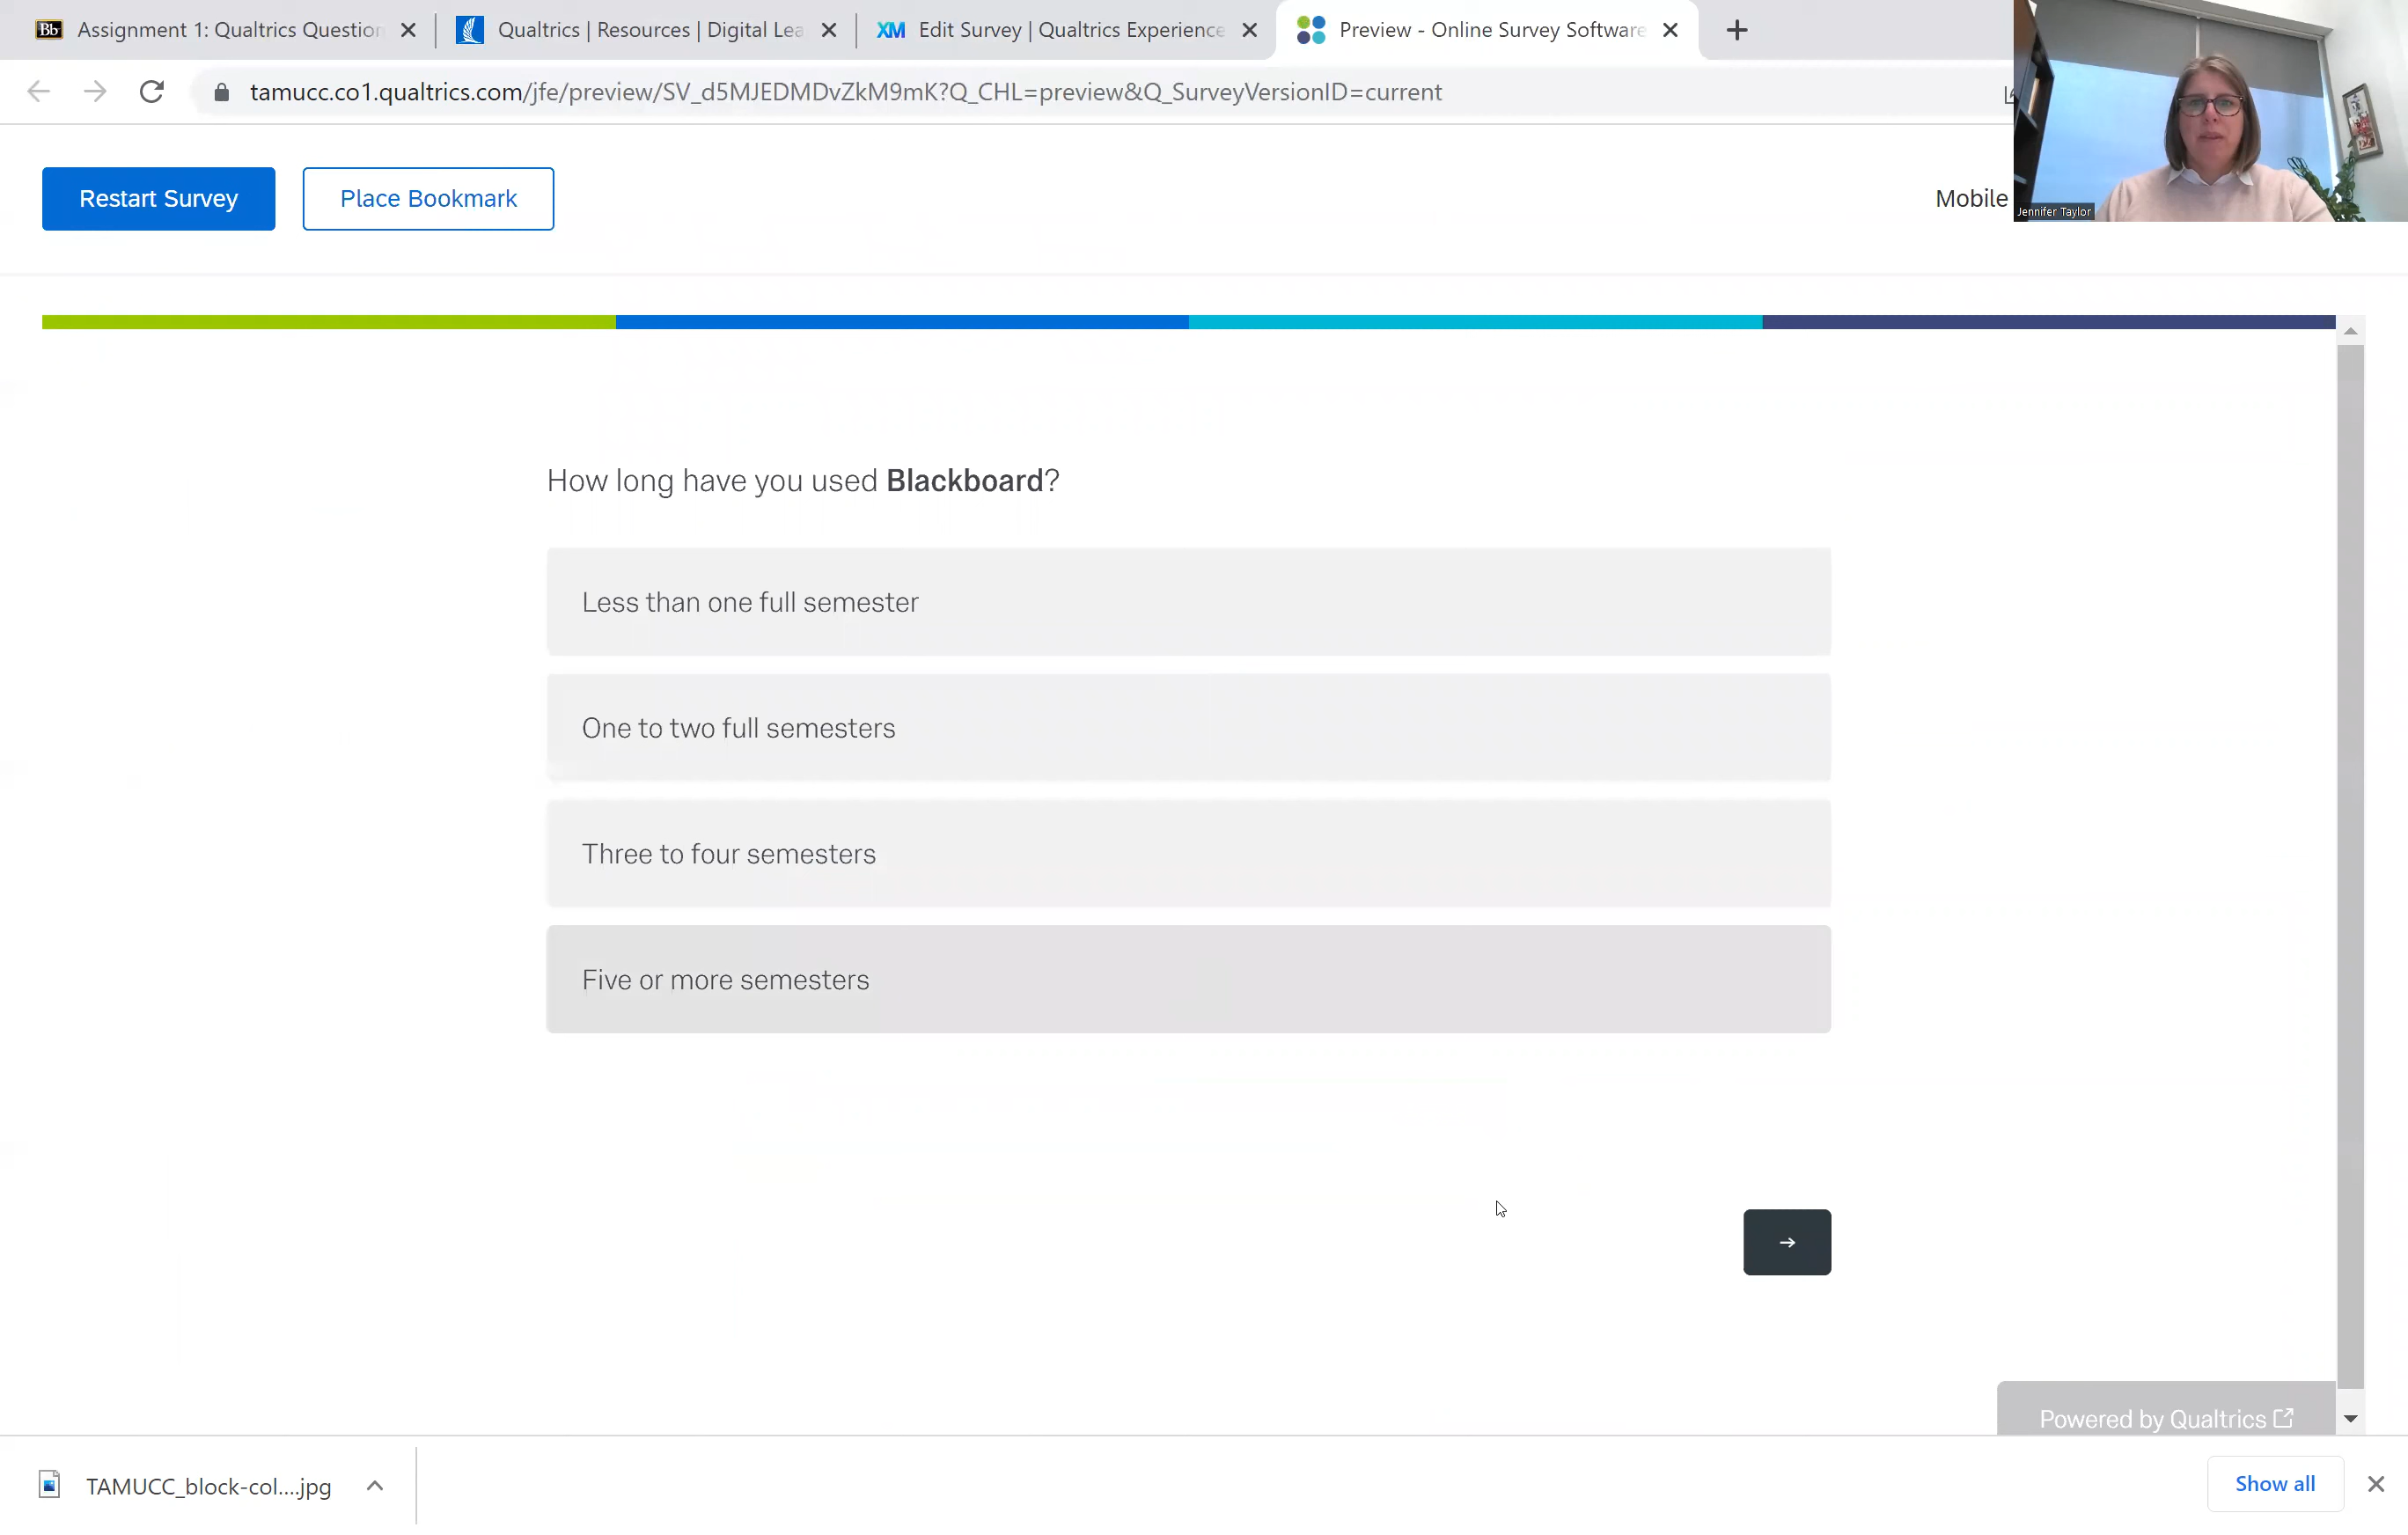 Bb Assignment 1: Qualtrics Question
Qualtrics | Resources | Digital Lea
XM Edit Survey | Qualtrics Experience
Preview - Online Survey Software
tamucc.co1.qualtrics.com/jfe/preview/SV_d5MJEDMDvZkM9mK?Q_CHL=preview&Q_SurveyVersionID=current
Restart Survey
Place Bookmark
Mobile
Jennifer Taylor
How long have you used Blackboard?
Less than one full semester
One to two full semesters
Three to four semesters
Five or more semesters
Powered by Qualtrics
TAMUCC_block-col....jpg
Show all